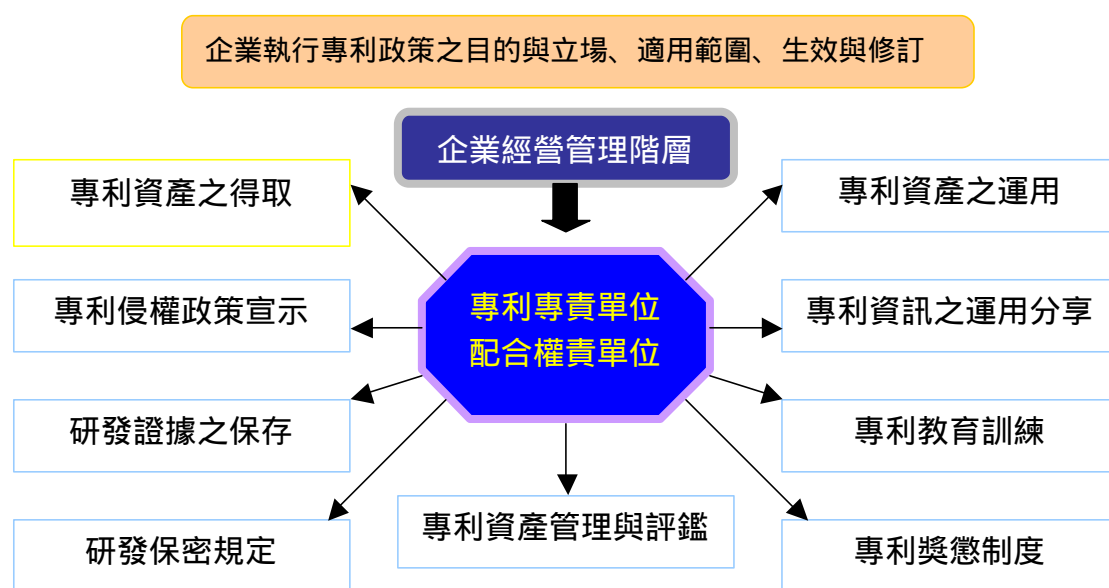 企業執行專利政策之目的與立場、適用範圍、生效與修訂
企業經營管理階層
專利資產之得取
專利資產之運用
專利專責單位
配合權責單位
專利侵權政策宣示
專利資訊之運用分享
研發證據之保存
專利教育訓練
專利資產管理與評鑑
研發保密規定
專利獎懲制度